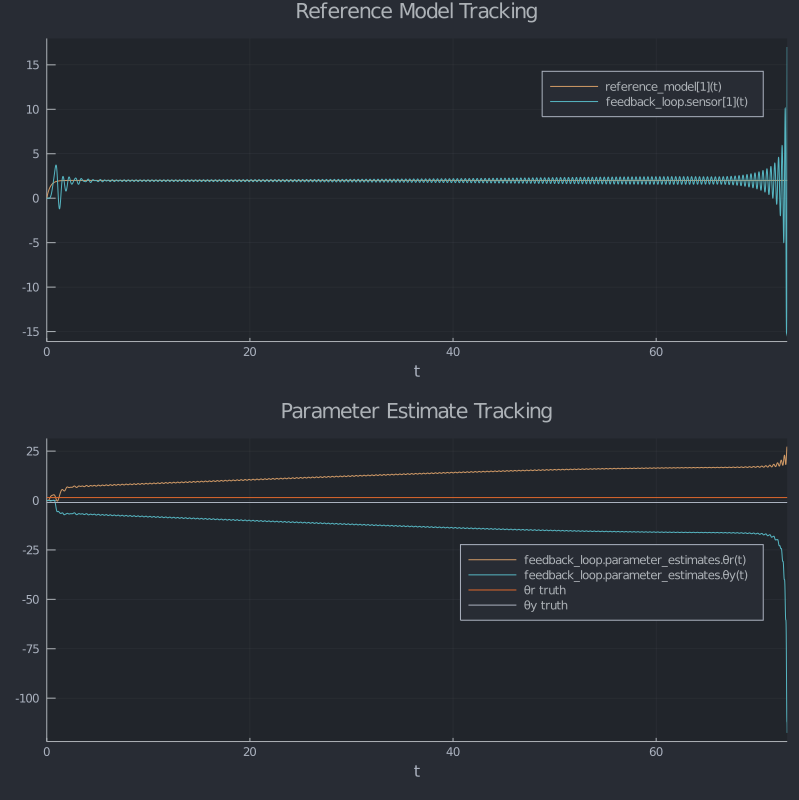 Reference Model Tracking
15
10
5
0
-5
-10
-15
reference_model[1](t)
feedback_loop.sensor[1](t)
0
20
40
60
t
Parameter Estimate Tracking
25
0
-25
-50
-75
-100
feedback_loop.parameter_estimates.θr(t)
feedback_loop.parameter_estimates.θy(t)
θr truth
θy truth
0
20
40
60
t